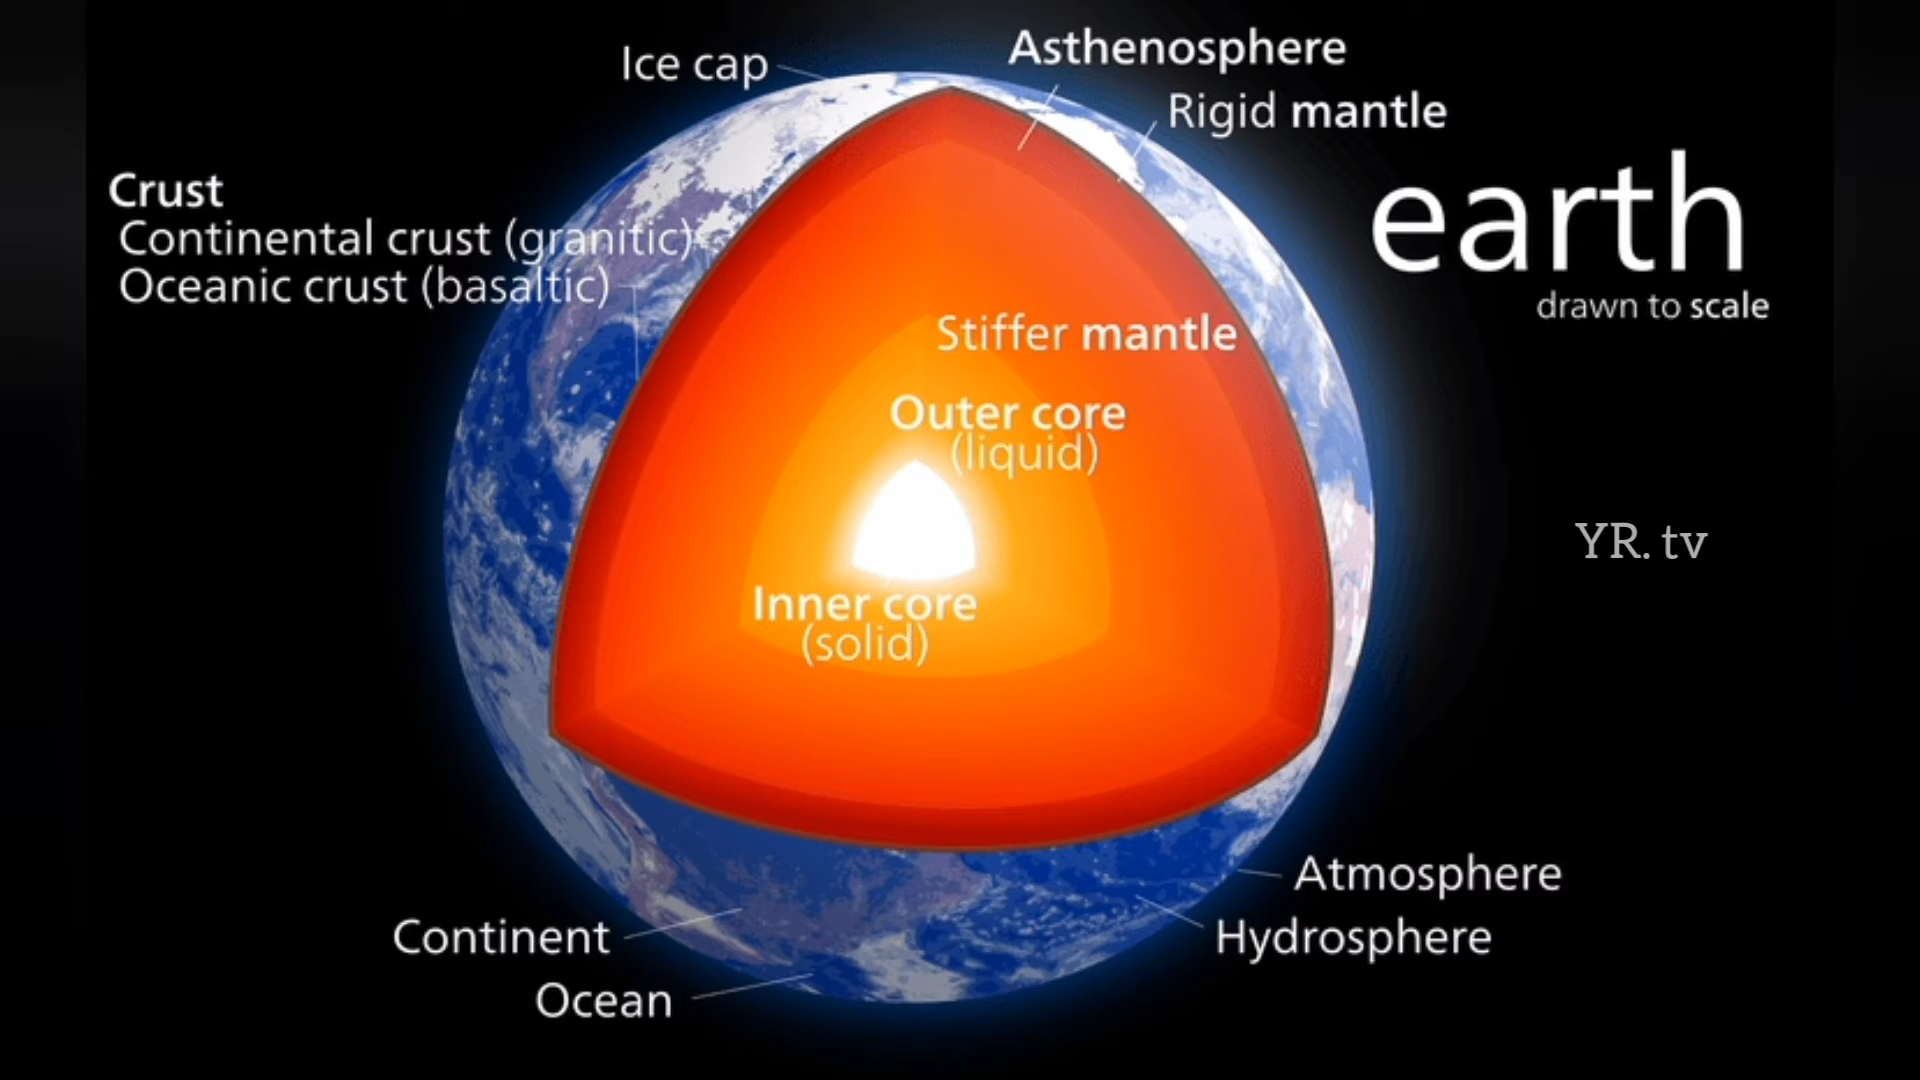 Ice cap
Asthenosphere
Rigid mantle
Crust
Continental crust (granitic)
Oceanic crust (basaltic)
earth
drawn to scale
Stiffer mantle
Outer core
(liquid)
YR. tv
Inner core
(solid)
Atmosphere
Hydrosphere
Continent
Ocean